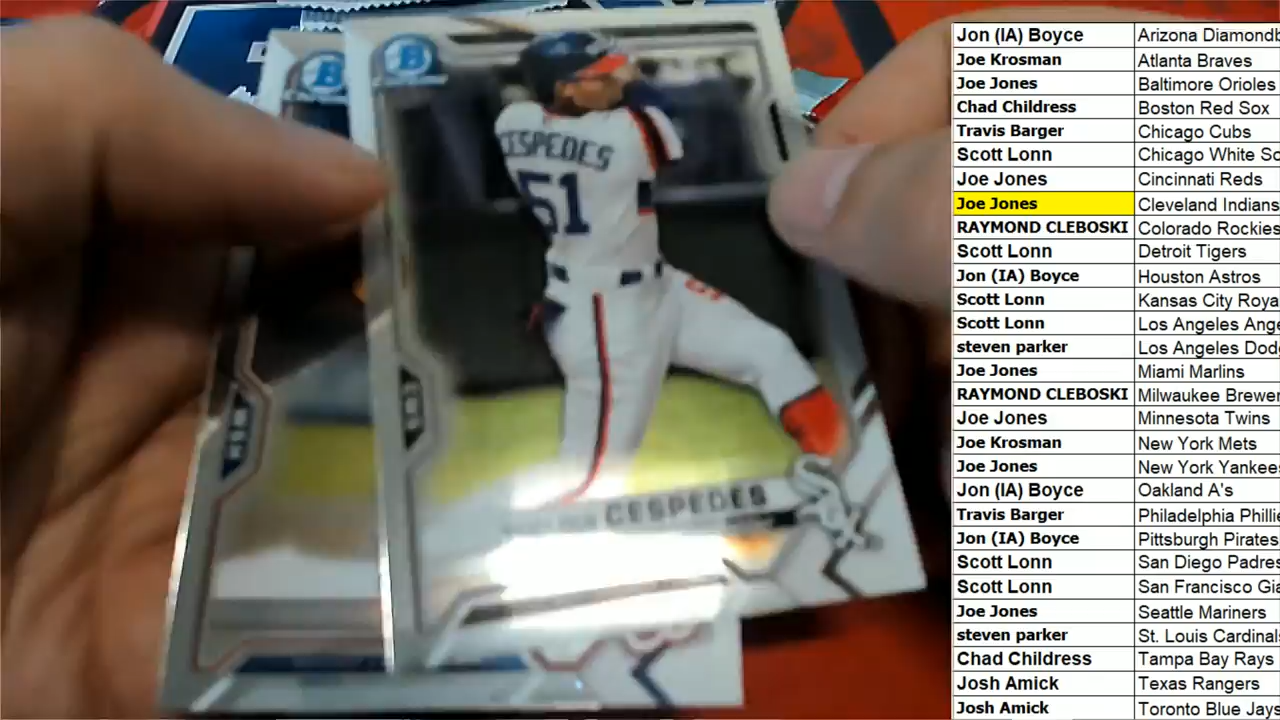 B
B
CESPEDES
51
51
CESPEDES
Sox
Jon (IA) Boyce Arizona Diamondb
Joe Krosman Atlanta Braves
Joe Jones Baltimore Orioles
Chad Childress Boston Red Sox
Travis Barger Chicago Cubs
Scott Lonn Chicago White So
Joe Jones Cincinnati Reds
Joe Jones Cleveland Indians
RAYMOND CLEBOSKI Colorado Rockies
Scott Lonn Detroit Tigers
Jon (IA) Boyce Houston Astros
Scott Lonn Kansas City Roya
Scott Lonn Los Angeles Ange
steven parker Los Angeles Dod
Joe Jones Miami Marlins
RAYMOND CLEBOSKI Milwaukee Brewer
Joe Jones Minnesota Twins
Joe Krosman New York Mets
Joe Jones New York Yankee
Jon (IA) Boyce Oakland A's
Travis Barger Philadelphia Phillie
Jon (IA) Boyce Pittsburgh Pirates
Scott Lonn San Diego Padres
Scott Lonn San Francisco Gia
Joe Jones Seattle Mariners
steven parker St. Louis Cardinals
Chad Childress Tampa Bay Rays
Josh Amick Texas Rangers
Josh Amick Toronto Blue Jays